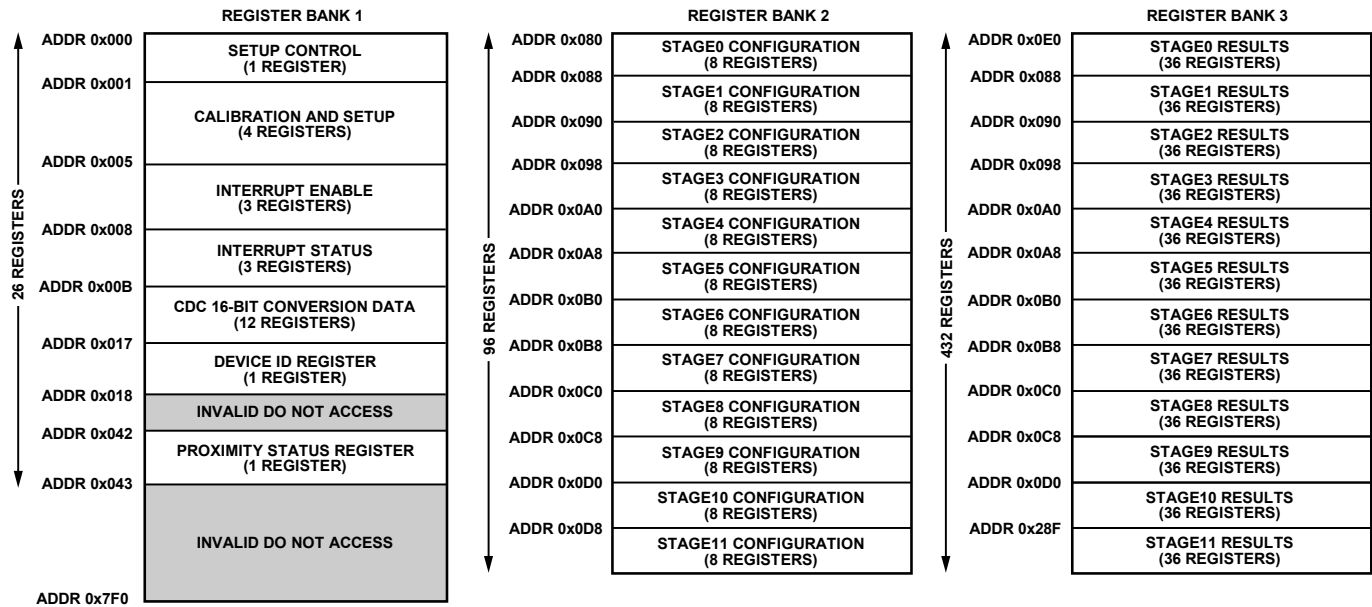 REGISTER BANK 1
ADDR 0x000
SETUP CONTROL
(1 REGISTER)
ADDR 0x001
CALIBRATION AND SETUP
(4 REGISTERS)
ADDR 0x005
INTERRUPT ENABLE
(3 REGISTERS)
ADDR 0x008
INTERRUPT STATUS
(3 REGISTERS)
ADDR 0x00B
CDC 16-BIT CONVERSION DATA
(12 REGISTERS)
ADDR 0x017
DEVICE ID REGISTER
(1 REGISTER)
ADDR 0x018
INVALID DO NOT ACCESS
ADDR 0x042
PROXIMITY STATUS REGISTER
(1 REGISTER)
ADDR 0x043
INVALID DO NOT ACCESS
ADDR 0x7F0
26 REGISTERS
REGISTER BANK 2
ADDR 0x080
STAGE0 CONFIGURATION
(8 REGISTERS)
ADDR 0x088
STAGE1 CONFIGURATION
(8 REGISTERS)
ADDR 0x090
STAGE2 CONFIGURATION
(8 REGISTERS)
ADDR 0x098
STAGE3 CONFIGURATION
(8 REGISTERS)
ADDR 0x0A0
STAGE4 CONFIGURATION
(8 REGISTERS)
ADDR 0x0A8
STAGE5 CONFIGURATION
(8 REGISTERS)
ADDR 0x0B0
STAGE6 CONFIGURATION
(8 REGISTERS)
ADDR 0x0B8
STAGE7 CONFIGURATION
(8 REGISTERS)
ADDR 0x0C0
STAGE8 CONFIGURATION
(8 REGISTERS)
ADDR 0x0C8
STAGE9 CONFIGURATION
(8 REGISTERS)
ADDR 0x0D0
STAGE10 CONFIGURATION
(8 REGISTERS)
ADDR 0x0D8
STAGE11 CONFIGURATION
(8 REGISTERS)
96 REGISTERS
REGISTER BANK 3
ADDR 0x0E0
STAGE0 RESULTS
(36 REGISTERS)
ADDR 0x088
STAGE1 RESULTS
(36 REGISTERS)
ADDR 0x090
STAGE2 RESULTS
(36 REGISTERS)
ADDR 0x098
STAGE3 RESULTS
(36 REGISTERS)
ADDR 0x0A0
STAGE4 RESULTS
(36 REGISTERS)
ADDR 0x0A8
STAGE5 RESULTS
(36 REGISTERS)
ADDR 0x0B0
STAGE6 RESULTS
(36 REGISTERS)
ADDR 0x0B8
STAGE7 RESULTS
(36 REGISTERS)
ADDR 0x0C0
STAGE8 RESULTS
(36 REGISTERS)
ADDR 0x0C8
STAGE9 RESULTS
(36 REGISTERS)
ADDR 0x0D0
STAGE10 RESULTS
(36 REGISTERS)
ADDR 0x28F
STAGE11 RESULTS
(36 REGISTERS)
432 REGISTERS